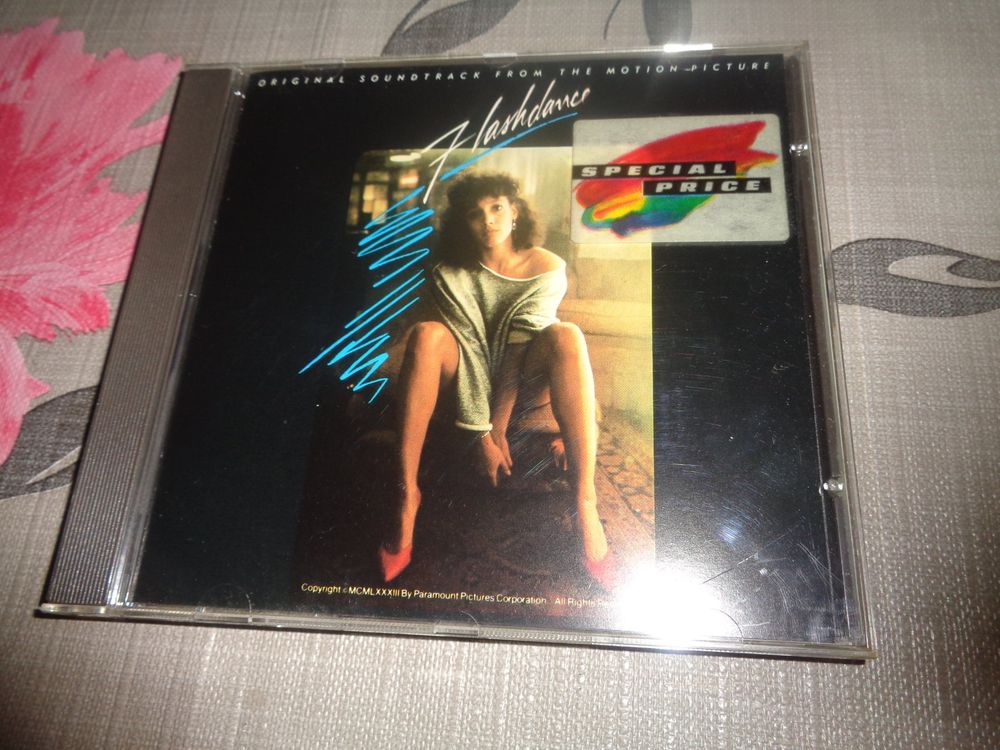 ORIGINAL SOUNDTRACK FROM THE MOTION PICTURE
Flashdance
SPECIAL
PRICE
Copyright ©MCMLXXXIII By Paramount Pictures Corporation. All Rights